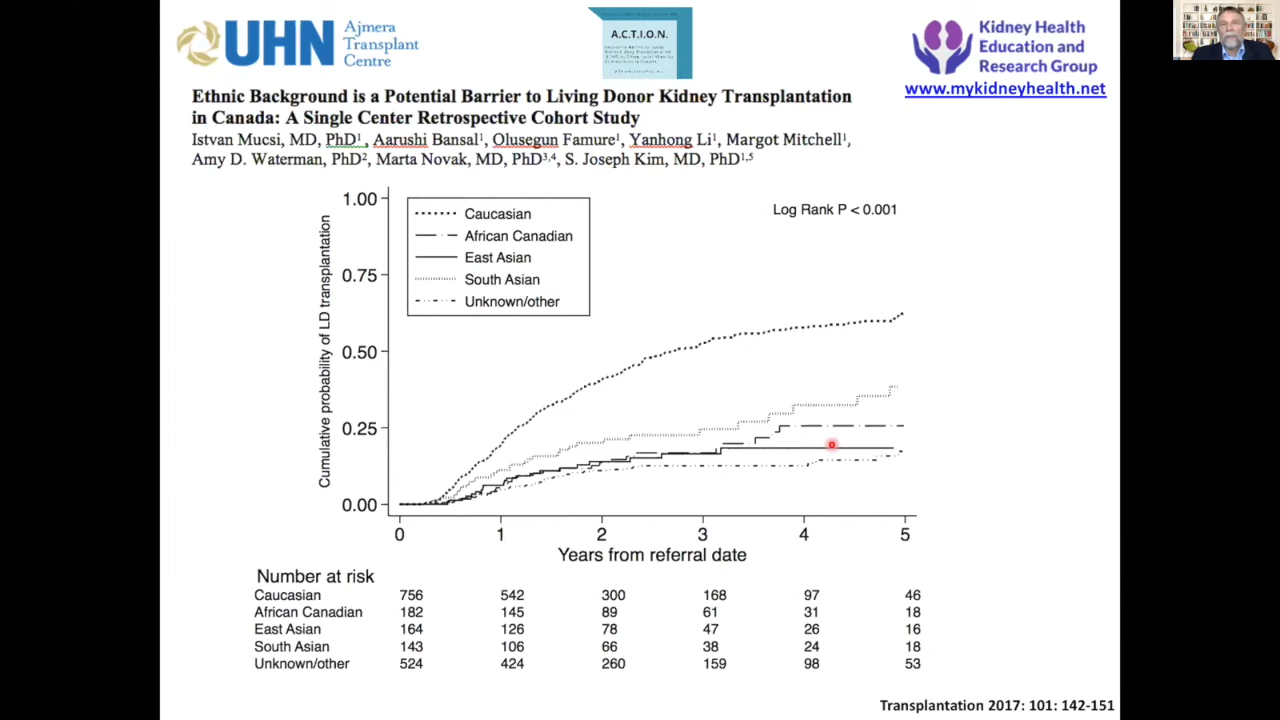 UHN
Ajmera
Transplant
Centre
A.C.T.I.O.N.
Kidney Health
Education and
Research Group
www.mykidneyhealth.net
Ethnic Background is a Potential Barrier to Living Donor Kidney Transplantation
in Canada: A Single Center Retrospective Cohort Study
Istvan Mucsi, MD, PhD¹, Aarushi Bansal¹, Olusegun Famure¹, Yanhong Li¹, Margot Mitchell¹,
Amy D. Waterman, PhD², Marta Novak, MD, PhD³,⁴, S. Joseph Kim, MD, PhD¹,⁵
Cumulative probability of LD transplantation
1.00
0.75
0.50
0.25
0.00
Caucasian
African Canadian
East Asian
South Asian
Unknown/other
Log Rank P < 0.001
0 1 2 3 4 5
Years from referral date
Number at risk
Caucasian 756 542 300 168 97 46
African Canadian 182 145 89 61 31 18
East Asian 164 126 78 47 26 16
South Asian 143 106 66 38 24 18
Unknown/other 524 424 260 159 98 53
Transplantation 2017: 101: 142-151